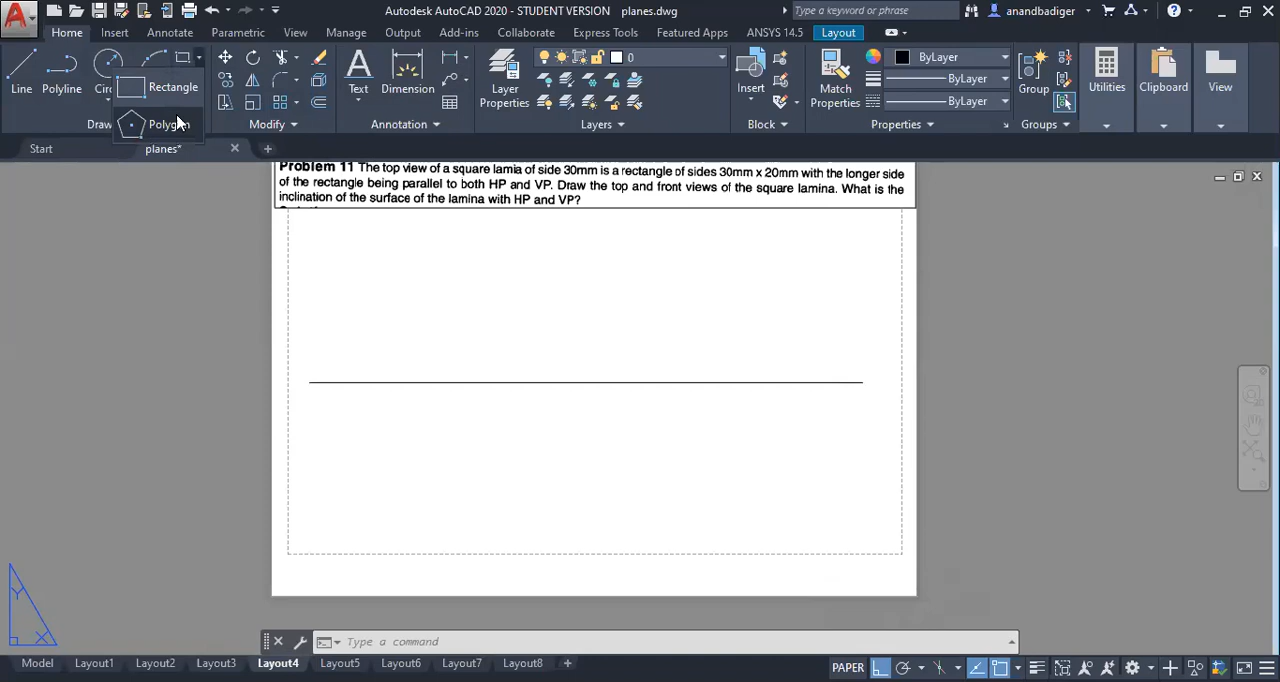 Autodesk AutoCAD 2020 - STUDENT VERSION planes.dwg
Type a keyword or phrase
anandbadiger
Home Insert Annotate Parametric View Manage Output Add-ins Collaborate Express Tools Featured Apps ANSYS 14.5 Layout
Line Polyline
Rectangle
Polygon
Text Dimension
Layer
Properties
0
Insert
Match
Properties
ByLayer
ByLayer
ByLayer
Group
Utilities
Clipboard
View
Modify Annotation Layers Block Properties Groups
Start planes*
Problem 11 The top view of a square lamia of side 30mm is a rectangle of sides 30mm x 20mm with the longer side
of the rectangle being parallel to both HP and VP. Draw the top and front views of the square lamina. What is the
inclination of the surface of the lamina with HP and VP?
Y
X
Type a command
Model Layout1 Layout2 Layout3 Layout4 Layout5 Layout6 Layout7 Layout8
PAPER